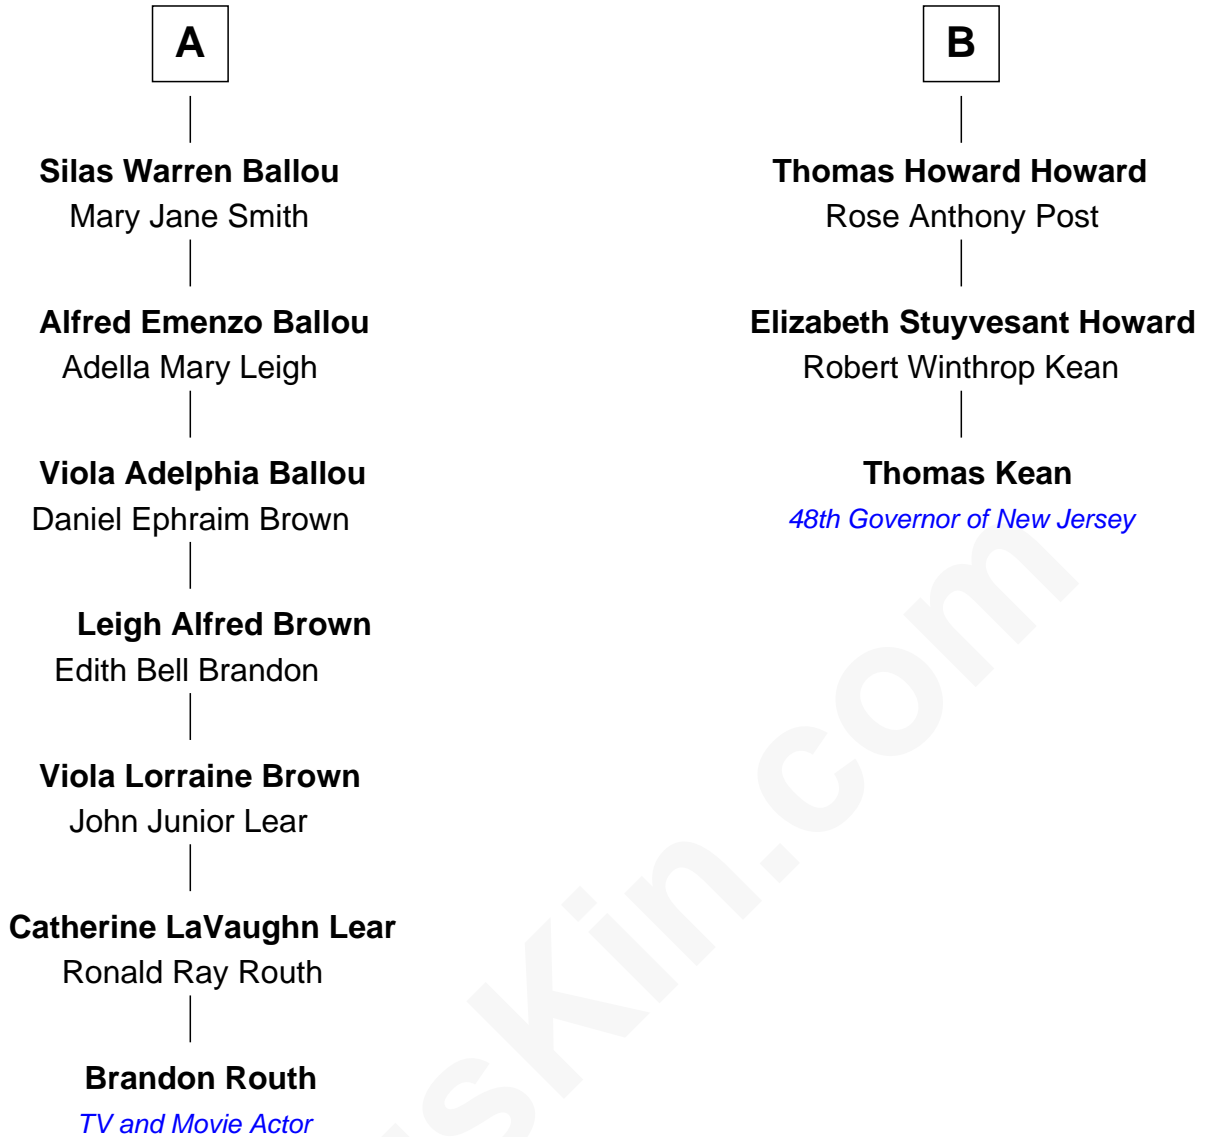 A
Silas Warren Ballou
Mary Jane Smith
Alfred Emenzo Ballou
Adella Mary Leigh
Viola Adelphia Ballou
Daniel Ephraim Brown
Leigh Alfred Brown
Edith Bell Brandon
Viola Lorraine Brown
John Junior Lear
Catherine LaVaughn Lear
Ronald Ray Routh
Brandon Routh
TV and Movie Actor
B
Thomas Howard Howard
Rose Anthony Post
Elizabeth Stuyvesant Howard
Robert Winthrop Kean
Thomas Kean
48th Governor of New Jersey
sKin.com